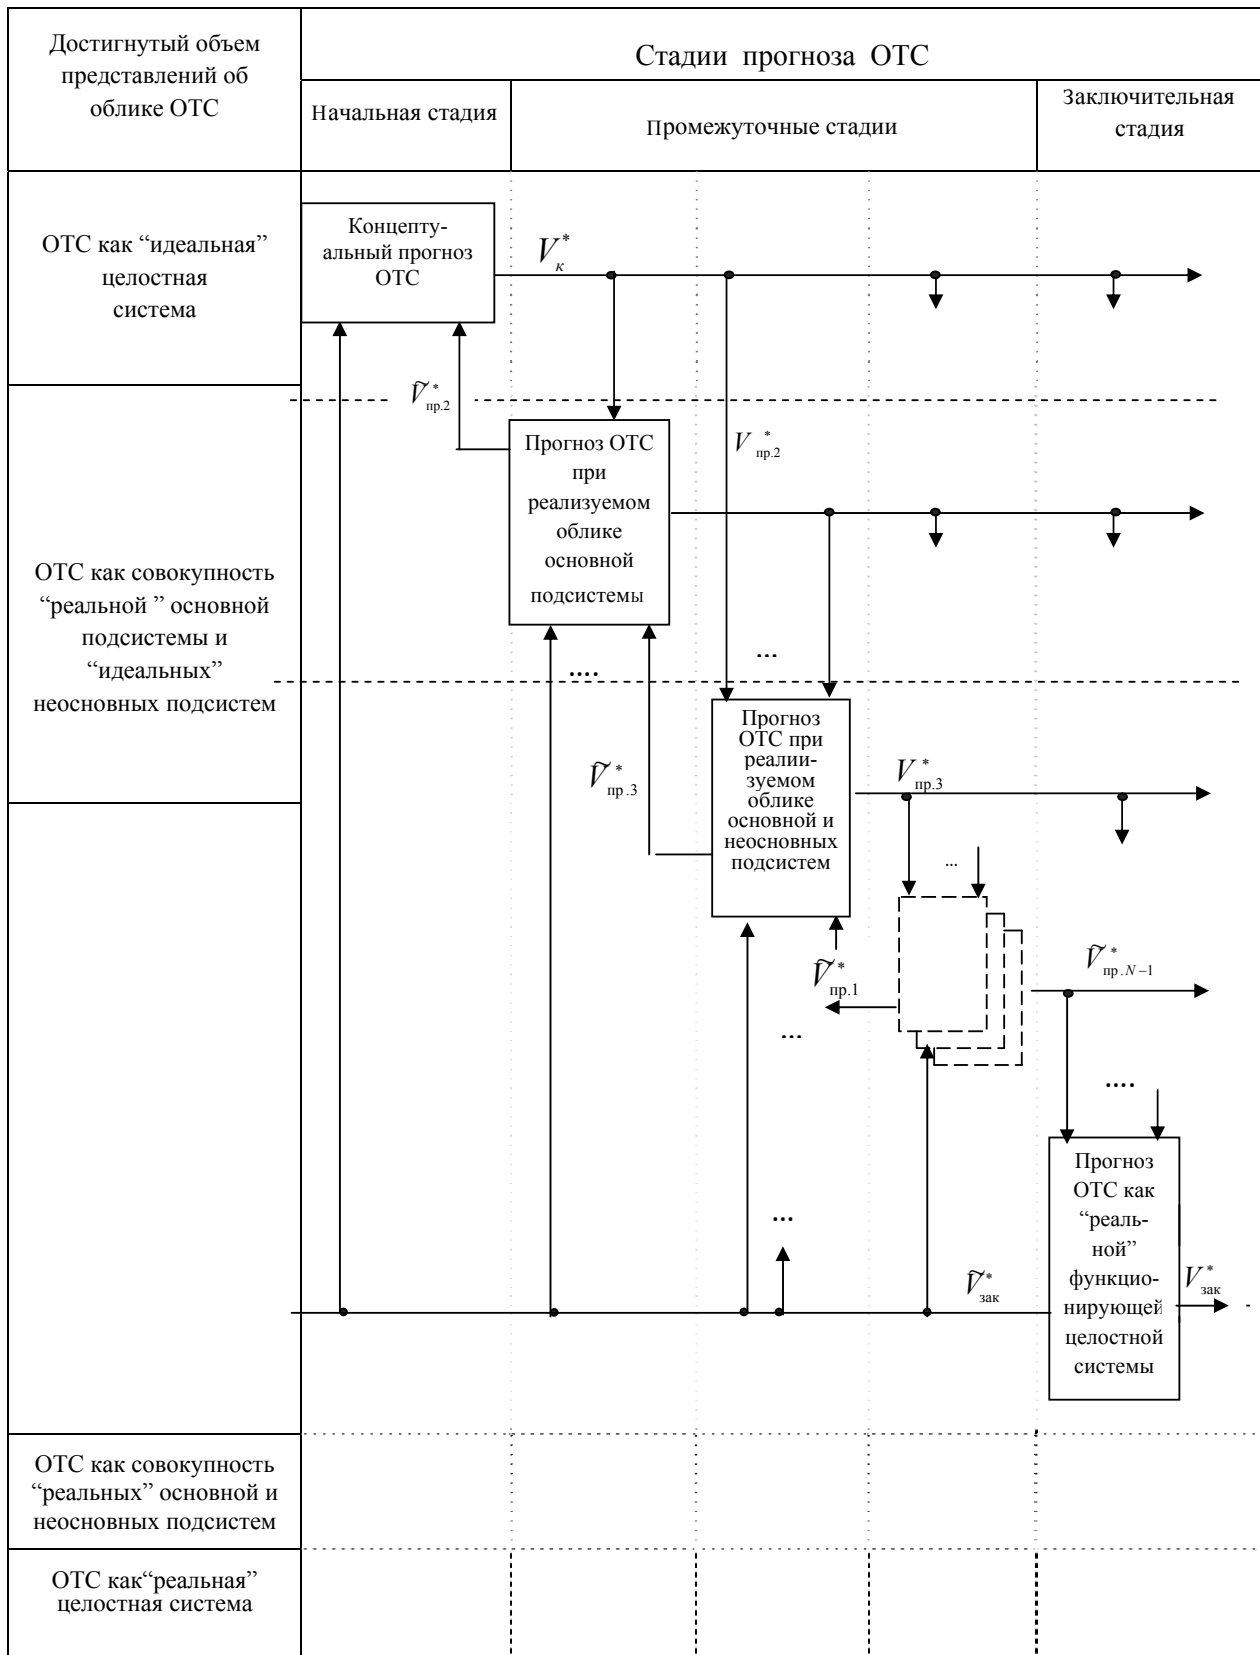 Достигнутый объем
представлений об
облике ОТС
Стадии прогноза ОТС
Начальная стадия
Промежуточные стадии
Заключительная
стадия
ОТС как “идеальная”
целостная
система
Концепту-
альный прогноз
ОТС
V*к
Ṽ*пр.2
V*пр.2
Прогноз ОТС
при
реализуемом
облике
основной
подсистемы
ОТС как совокупность
“реальной ” основной
подсистемы и
“идеальных”
неосновных подсистем
...
....
Прогноз
ОТС при
реалии-
зуемом
облике
основной и
неосновных
подсистем
Ṽ*пр.3
V*пр.3
...
Ṽ*пр.1
Ṽ*пр.N−1
...
....
Прогноз
ОТС как
“реаль-
ной”
функцио-
нирующей
целостной
системы
...
Ṽ*зак
V*зак
ОТС как совокупность
“реальных” основной и
неосновных подсистем
ОТС как“реальная”
целостная система